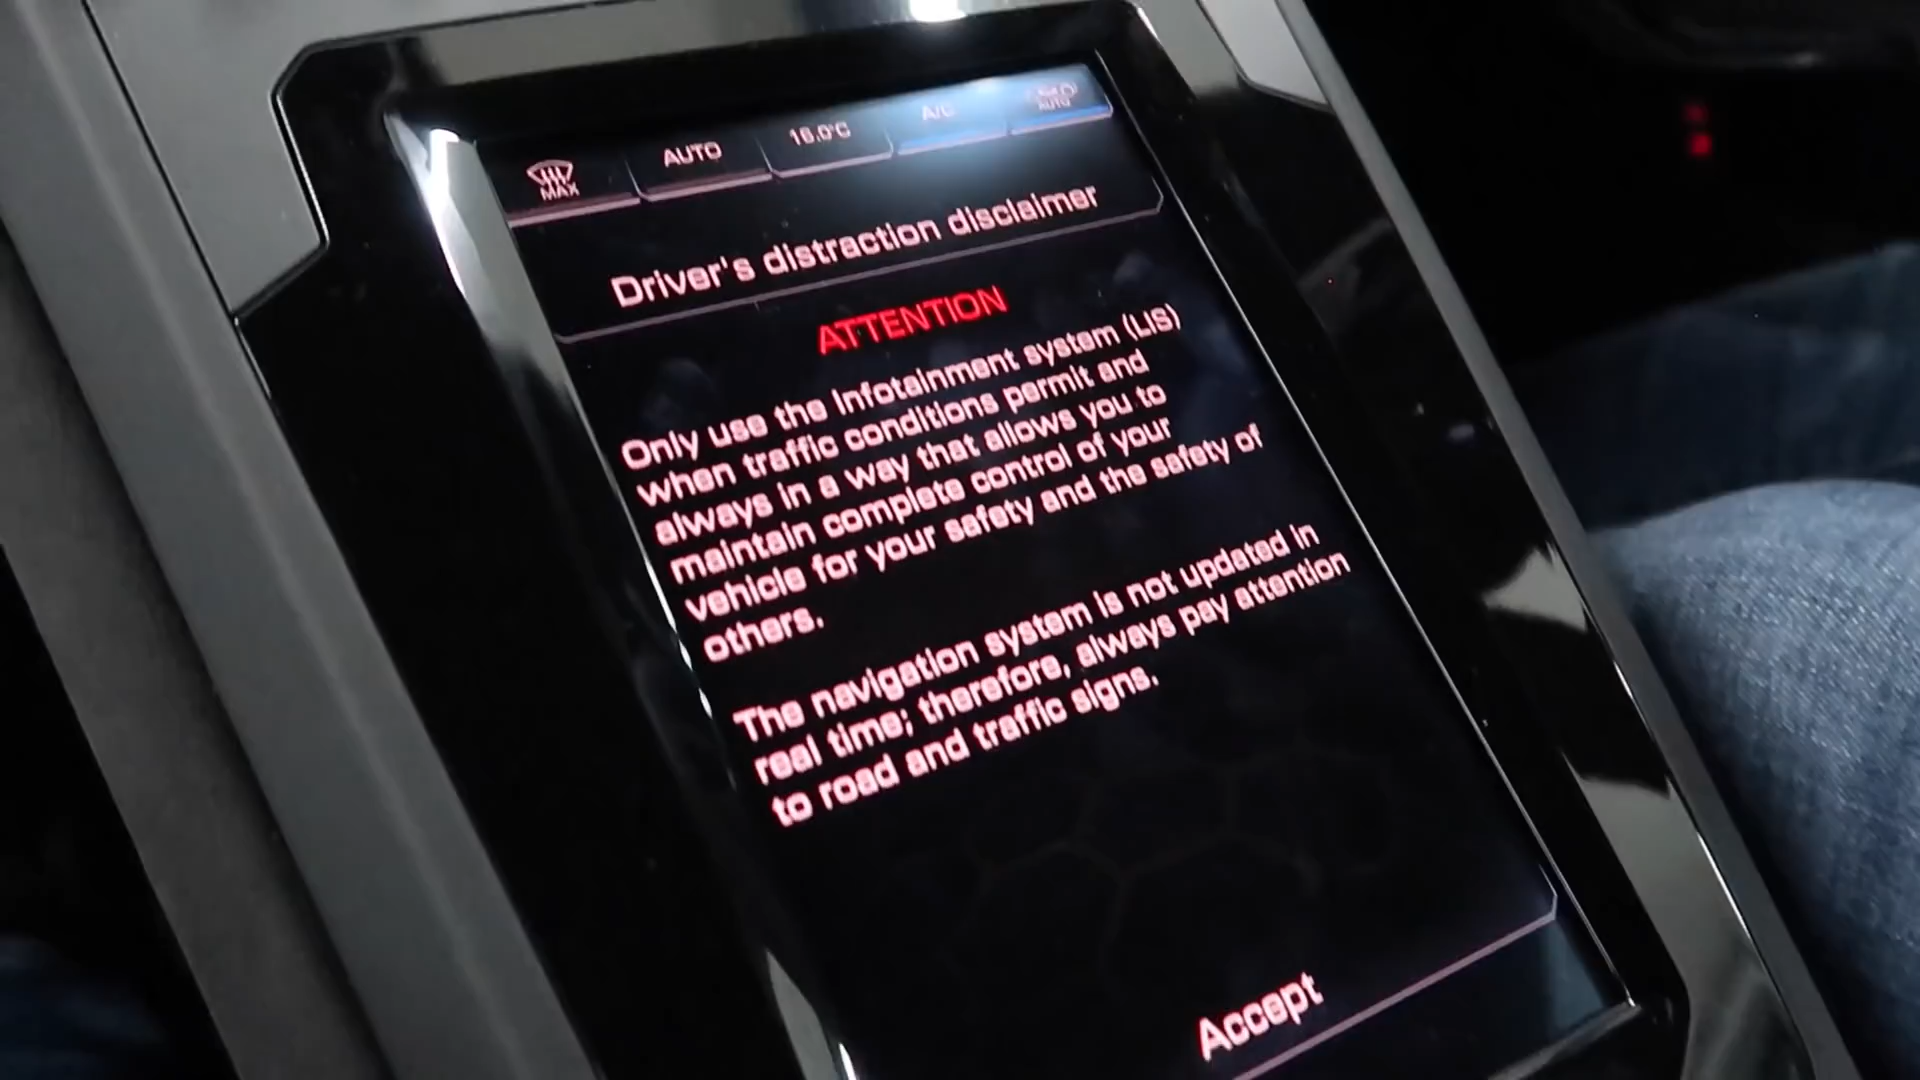 MAX
AUTO
16.0°C
A/C
AUTO
Driver's distraction disclaimer
ATTENTION
Only use the Infotainment system (LIS)
when traffic conditions permit and
always in a way that allows you to
maintain complete control of your
vehicle for your safety and the safety of
others.
The navigation system is not updated in
real time; therefore, always pay attention
to road and traffic signs.
Accept